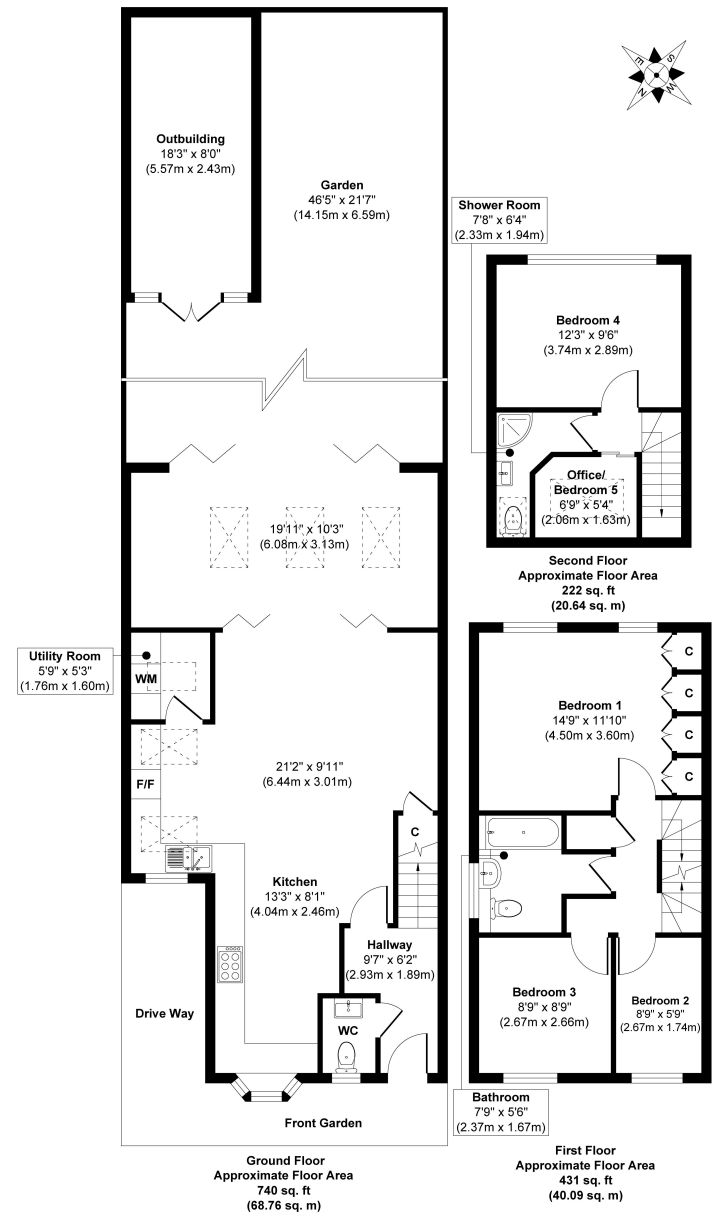 Outbuilding
18'3" x 8'0"
(5.57m x 2.43m)
Garden
46'5" x 21'7"
(14.15m x 6.59m)
S
E
W
N
Shower Room
7'8" x 6'4"
(2.33m x 1.94m)
Bedroom 4
12'3" x 9'6"
(3.74m x 2.89m)
Office/
Bedroom 5
6'9" x 5'4"
(2.06m x 1.63m)
Second Floor
Approximate Floor Area
222 sq. ft
(20.64 sq. m)
19'11" x 10'3"
(6.08m x 3.13m)
Utility Room
5'9" x 5'3"
(1.76m x 1.60m)
WM
F/F
21'2" x 9'11"
(6.44m x 3.01m)
C
Kitchen
13'3" x 8'1"
(4.04m x 2.46m)
Hallway
9'7" x 6'2"
(2.93m x 1.89m)
WC
Drive Way
Front Garden
Ground Floor
Approximate Floor Area
740 sq. ft
(68.76 sq. m)
Bedroom 1
14'9" x 11'10"
(4.50m x 3.60m)
C
C
C
C
Bedroom 3
8'9" x 8'9"
(2.67m x 2.66m)
Bedroom 2
8'9" x 5'9"
(2.67m x 1.74m)
Bathroom
7'9" x 5'6"
(2.37m x 1.67m)
First Floor
Approximate Floor Area
431 sq. ft
(40.09 sq. m)